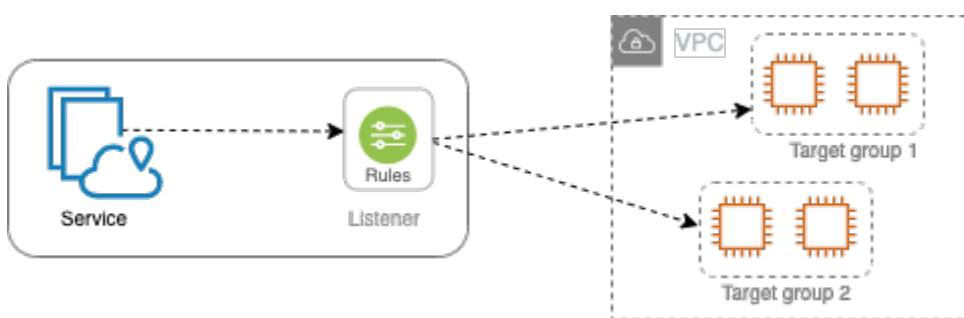 VPC
Target group 1
Rules
Service
Listener
Target group 2